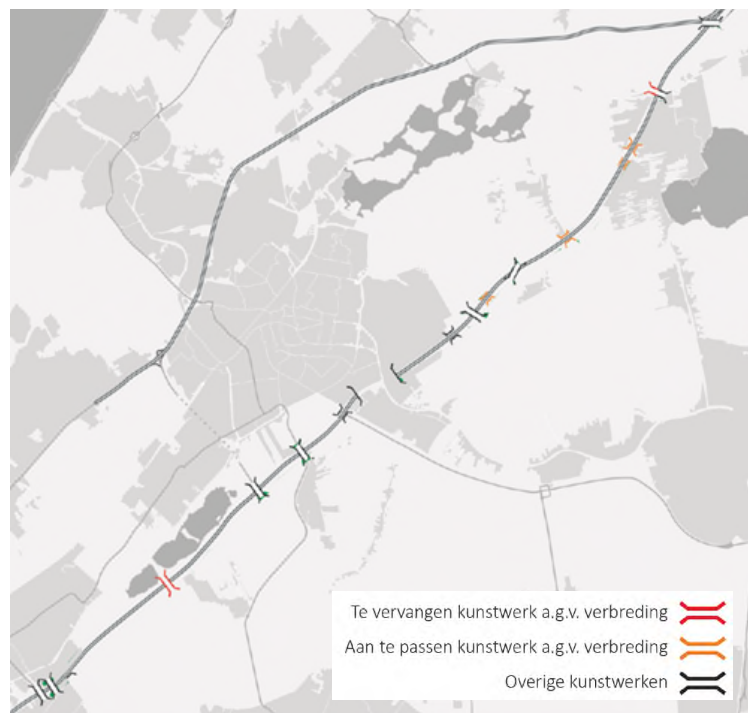 Te vervangen kunstwerk a.g.v. verbreding
Aan te passen kunstwerk a.g.v. verbreding
Overige kunstwerken